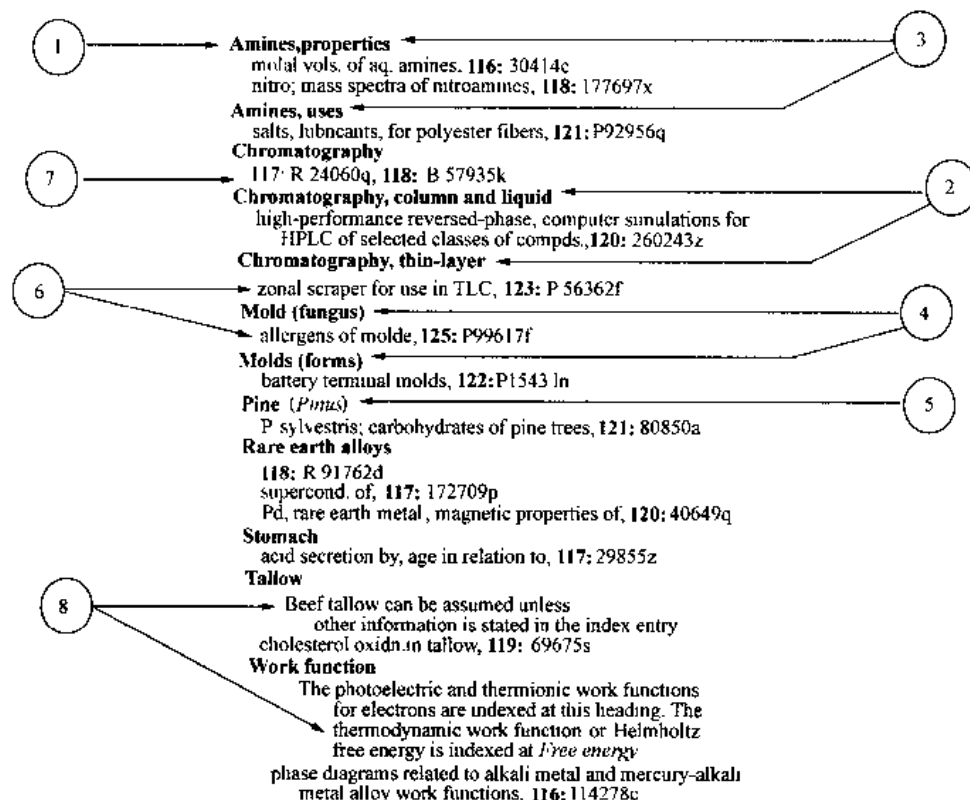 1
3
Amines,properties
molal vols. of aq. amines. 116: 30414c
nitro; mass spectra of nitroamines, 118: 177697x
Amines, uses
salts, lubricants, for polyester fibers, 121: P92956q
Chromatography
7
117: R 24060q, 118: B 57935k
2
Chromatography, column and liquid
high-performance reversed-phase, computer simulations for
HPLC of selected classes of compds.,120: 260243z
Chromatography, thin-layer
6
zonal scraper for use in TLC, 123: P 56362f
Mold (fungus)
4
allergens of molde, 125: P99617f
Molds (forms)
battery terminal molds, 122:P1543 ln
Pine (Pinus)
5
P sylvestris; carbohydrates of pine trees, 121; 80850a
Rare earth alloys
118: R 91762d
supercond. of, 117: 172709p
Pd, rare earth metal , magnetic properties of, 120: 40649q
Stomach
acid secretion by, age in relation to, 117: 29855z
Tallow
8
Beef tallow can be assumed unless
other information is stated in the index entry
cholesterol oxidn.in tallow, 119: 69675s
Work function
The photoelectric and thermionic work functions
for electrons are indexed at this heading. The
thermodynamic work function or Helmholtz
free energy is indexed at Free energy
phase diagrams related to alkali metal and mercury-alkali
metal alloy work functions, 116: 114278c